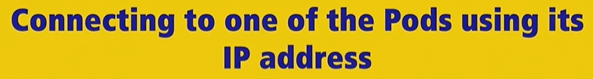 Connecting to one of the Pods using its
IP address